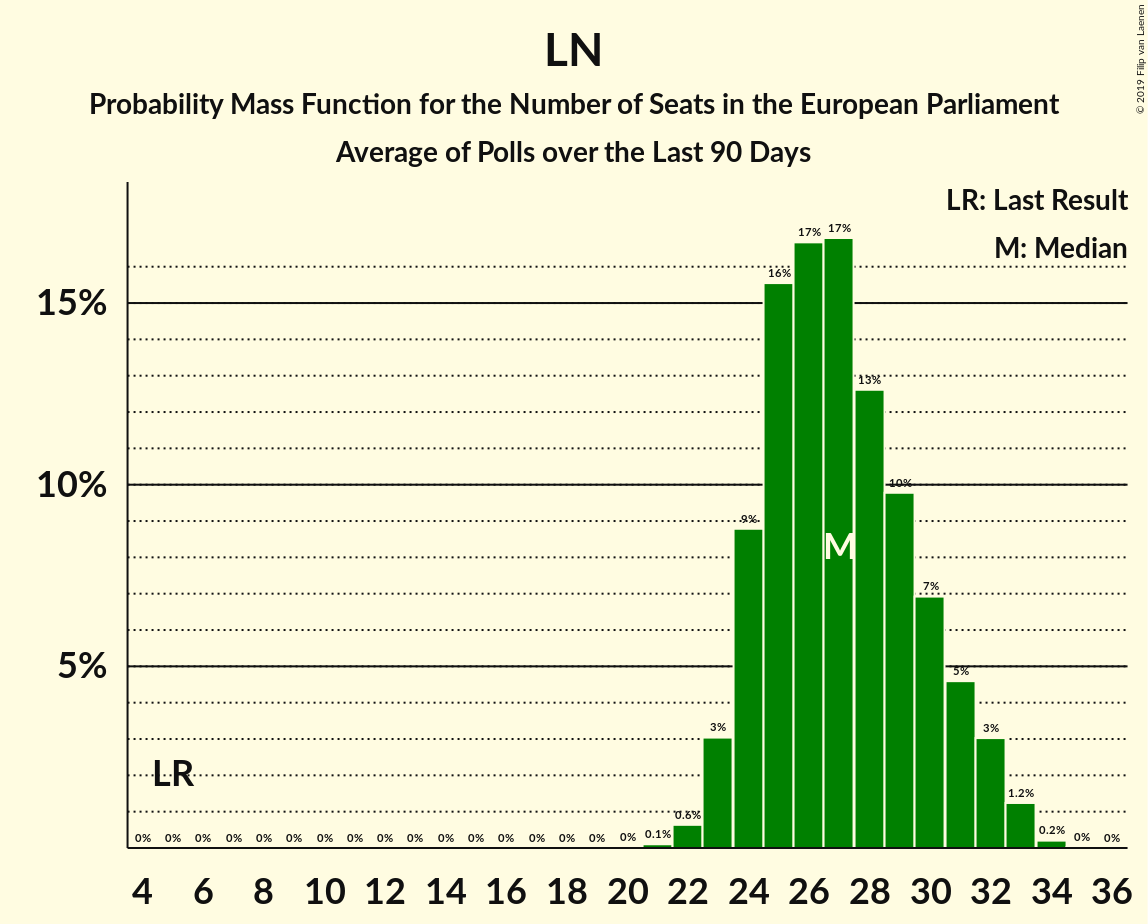 LN
Probability Mass Function for the Number of Seats in the European Parliament
Average of Polls over the Last 90 Days
© 2019 Filip van Laenen
LR: Last Result
M: Median
15%
10%
5%
0% 0% 0% 0% 0% 0% 0% 0% 0% 0% 0% 0% 0% 0% 0% 0% 0% 0.1% 0.6% 3% 9% 16% 17% 17% 13% 10% 7% 5% 3% 1.2% 0.2% 0% 0%
LR
M
4 6 8 10 12 14 16 18 20 22 24 26 28 30 32 34 36